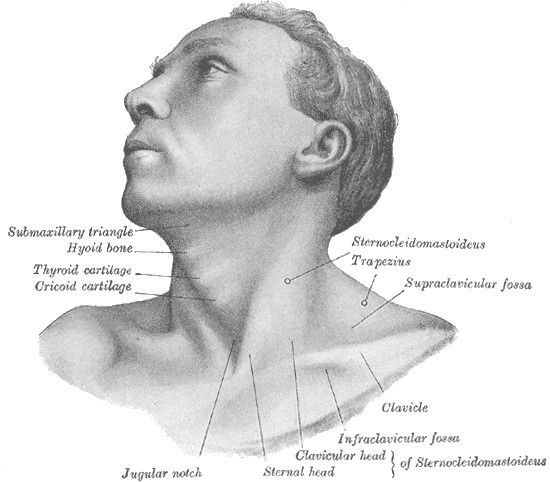 Submaxillary triangle
Hyoid bone
Thyroid cartilage
Cricoid cartilage
Sternocleidomastoideus
Trapezius
Supraclavicular fossa
Clavicle
Infraclavicular fossa
Clavicular head
Sternal head
of Sternocleidomastoideus
Jugular notch